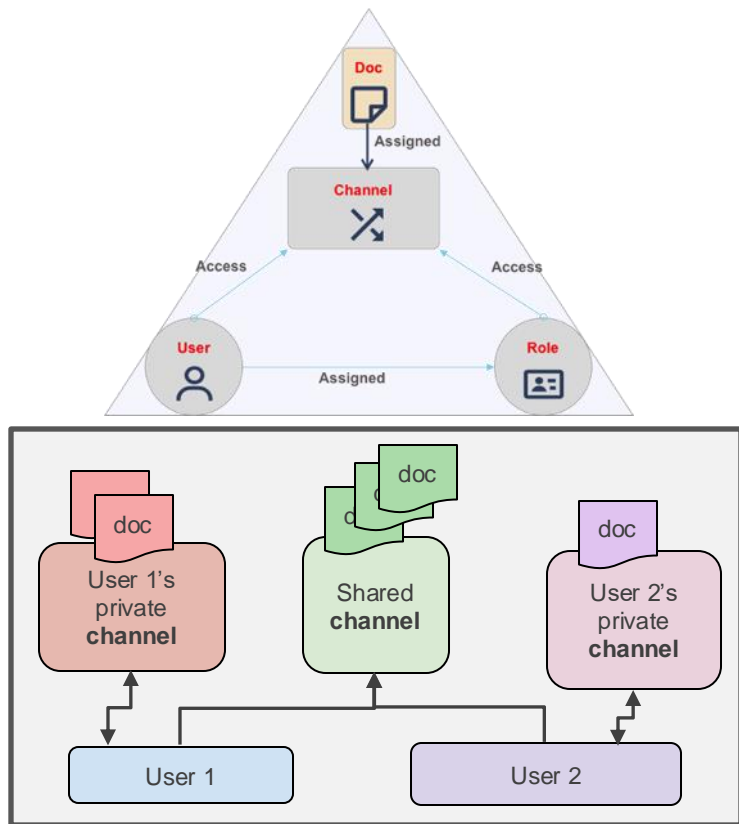 Doc
Assigned
Channel
Access
Access
User
Role
Assigned
doc
doc
doc
User 1's
private
channel
Shared
channel
User 2's
private
channel
User 1
User 2